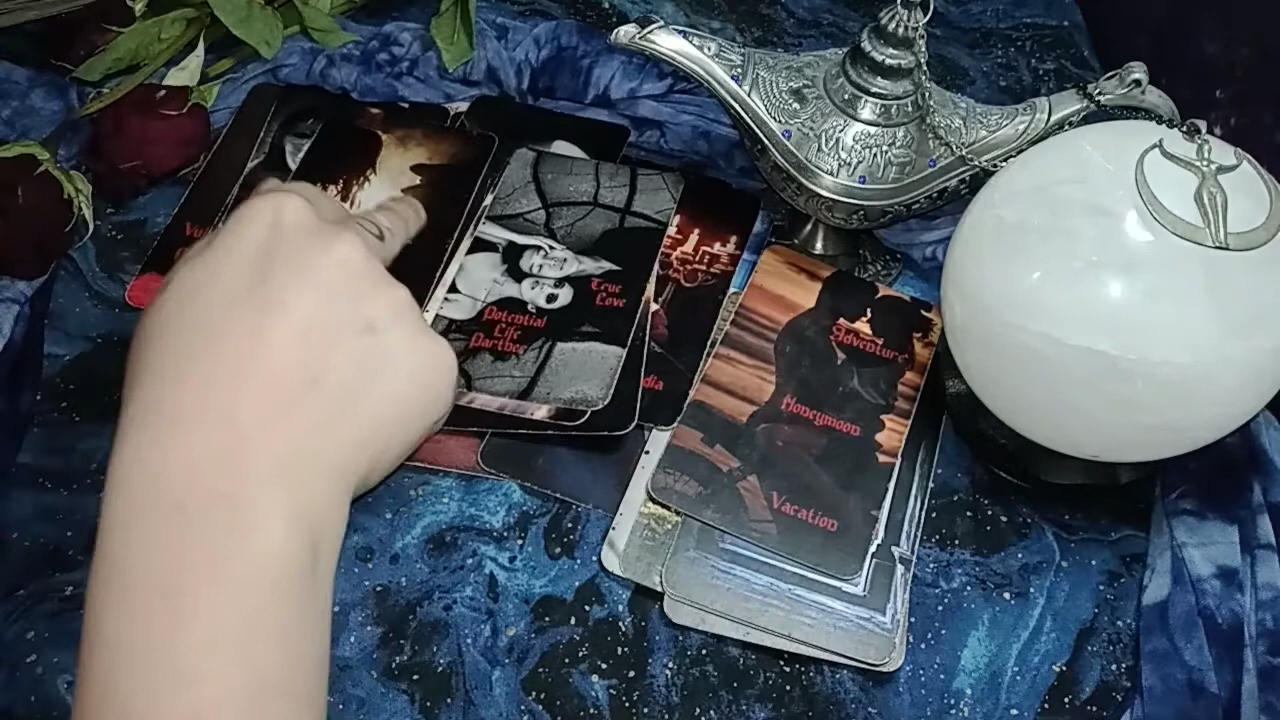 True
Love
Potential
Life
Partner
Adventure
Honeymoon
Vacation